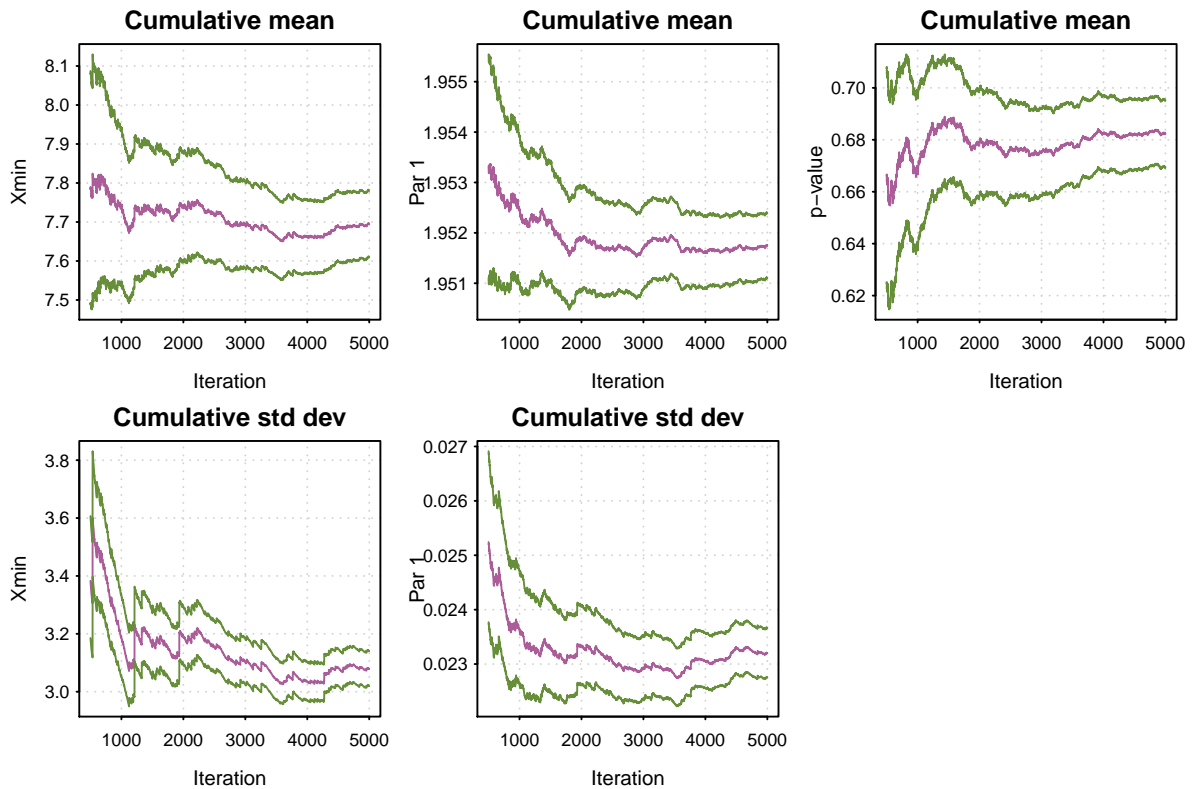 Cumulative mean
Xmin
8.1
8.0
7.9
7.8
7.7
7.6
7.5
1000 2000 3000 4000 5000
Iteration
Cumulative mean
Par 1
1.955
1.954
1.953
1.952
1.951
1000 2000 3000 4000 5000
Iteration
Cumulative mean
p−value
0.70
0.68
0.66
0.64
0.62
1000 2000 3000 4000 5000
Iteration
Cumulative std dev
Xmin
3.8
3.6
3.4
3.2
3.0
1000 2000 3000 4000 5000
Iteration
Cumulative std dev
Par 1
0.027
0.026
0.025
0.024
0.023
1000 2000 3000 4000 5000
Iteration